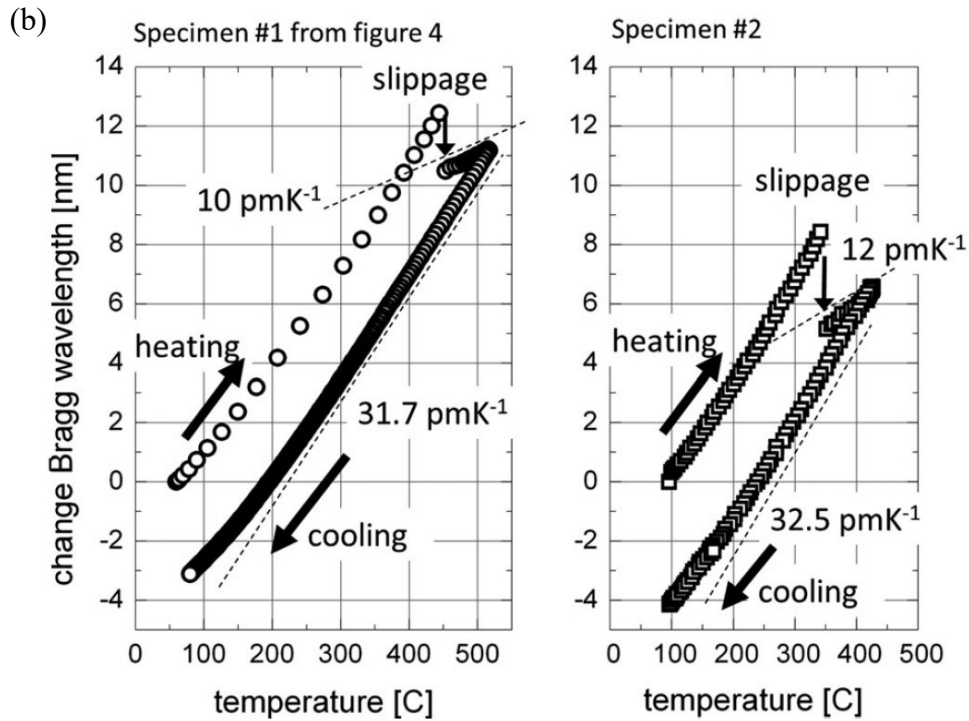 (b)
Specimen #1 from figure 4
Specimen #2
change Bragg wavelength [nm]
14
12
10
8
6
4
2
0
-2
-4
slippage
10 pmK⁻¹
heating
31.7 pmK⁻¹
cooling
0 100 200 300 400 500
temperature [C]
14
12
10
8
6
4
2
0
-2
-4
slippage
12 pmK⁻¹
heating
32.5 pmK⁻¹
cooling
0 100 200 300 400 500
temperature [C]